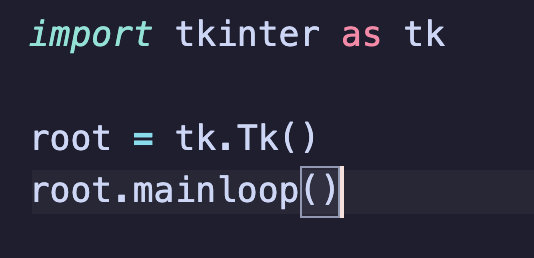 import tkinter as tk
root = tk.Tk()
root.mainloop()